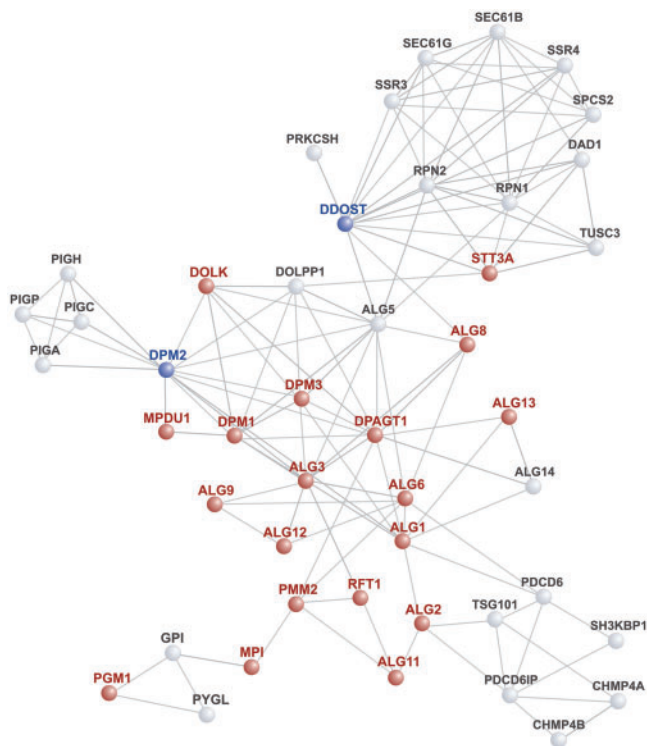 SEC61B
SEC61G
SSR4
SSR3
SPCS2
PRKCSH
DAD1
RPN2
RPN1
DDOST
TUSC3
STT3A
PIGH
DOLK
DOLPP1
PIGP
PIGC
ALG5
PIGA
DPM2
ALG8
DPM3
MPDU1
DPM1
DPAGT1
ALG13
ALG3
ALG14
ALG9
ALG6
ALG12
ALG1
PMM2
RFT1
PDCD6
ALG2
TSG101
GPI
SH3KBP1
MPI
ALG11
PGM1
PDCD6IP
CHMP4A
PYGL
CHMP4B